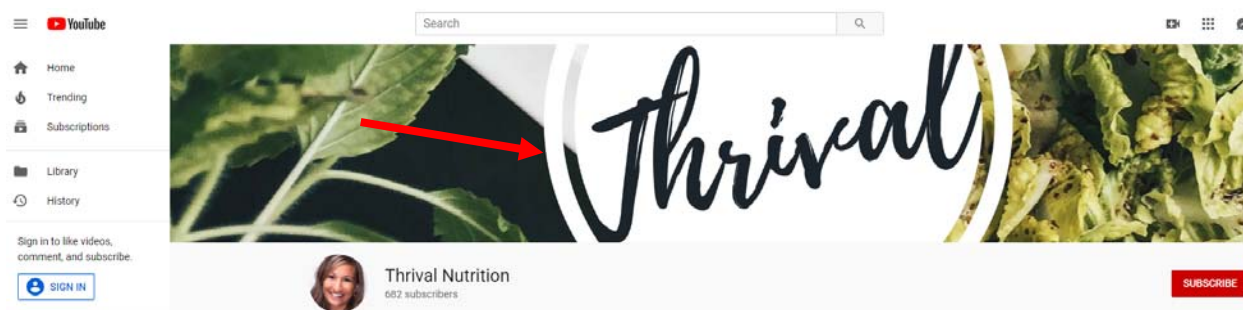 YouTube
Search
Home
Trending
Subscriptions
Library
History
Sign in to like videos,
comment, and subscribe.
SIGN IN
Thrival
Thrival Nutrition
682 subscribers
SUBSCRIBE